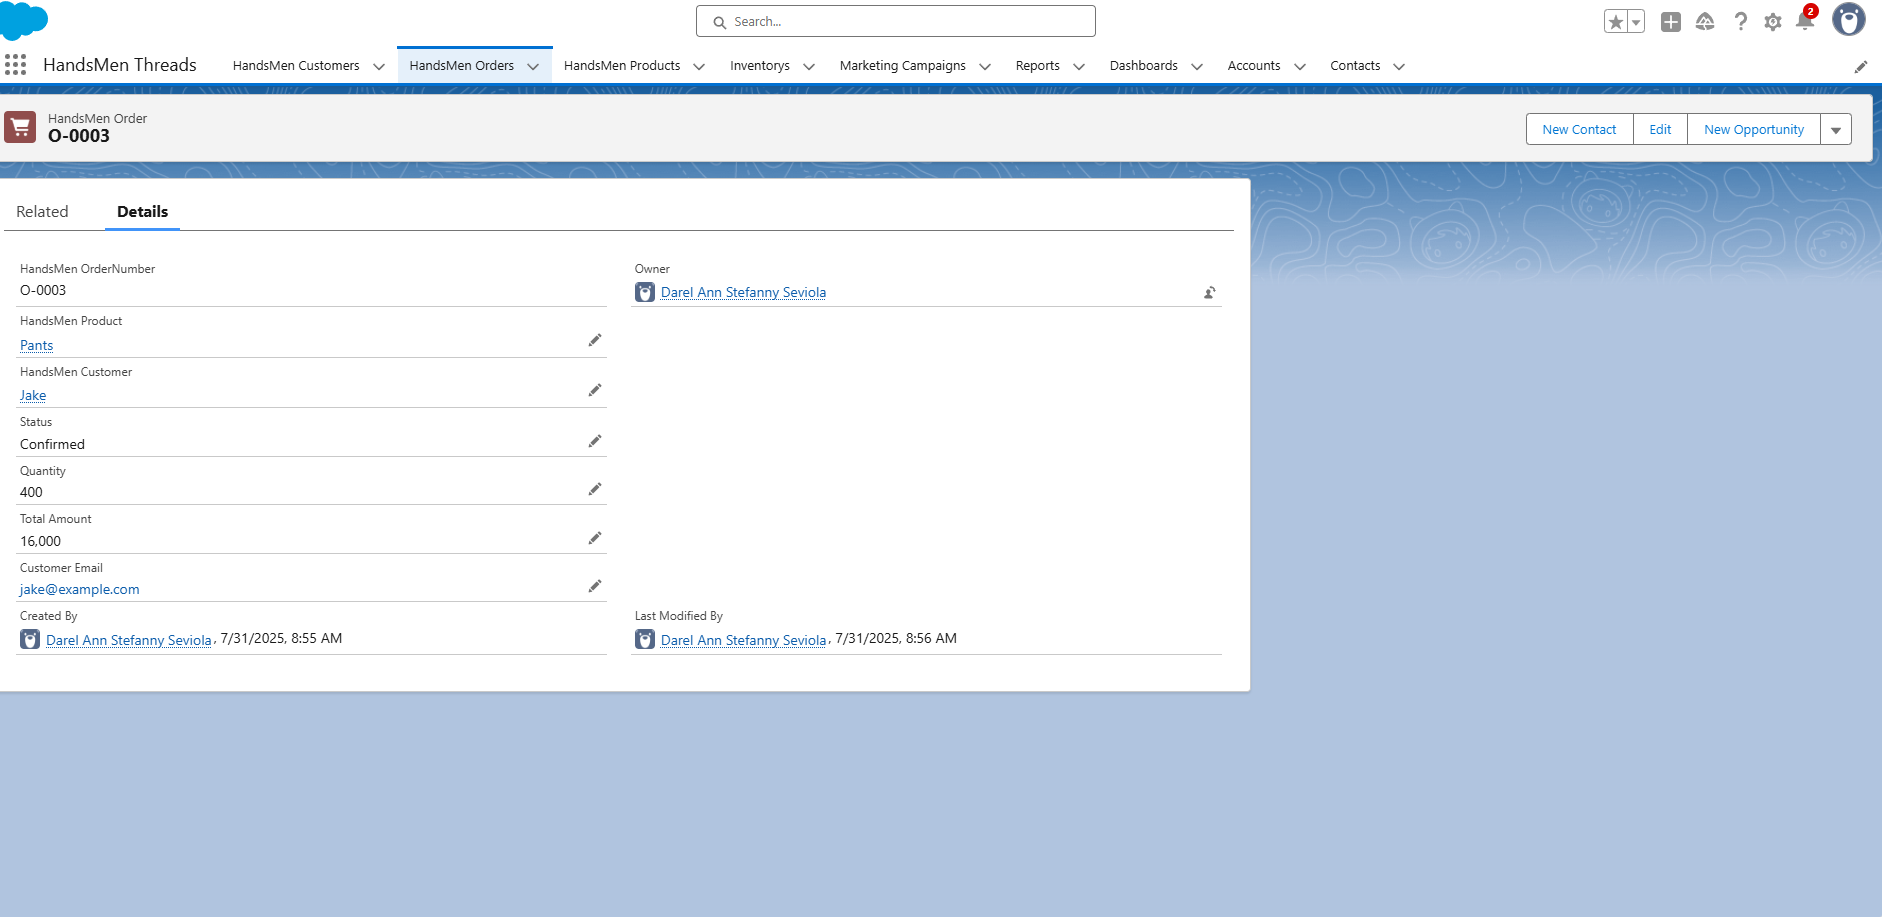 Search...
2
HandsMen Threads
HandsMen Customers
HandsMen Orders
HandsMen Products
Inventorys
Marketing Campaigns
Reports
Dashboards
Accounts
Contacts
HandsMen Order
O-0003
New Contact
Edit
New Opportunity
Related
Details
HandsMen OrderNumber
O-0003
Owner
Darel Ann Stefanny Seviola
HandsMen Product
Pants
HandsMen Customer
Jake
Status
Confirmed
Quantity
400
Total Amount
16,000
Customer Email
jake@example.com
Created By
Darel Ann Stefanny Seviola, 7/31/2025, 8:55 AM
Last Modified By
Darel Ann Stefanny Seviola, 7/31/2025, 8:56 AM